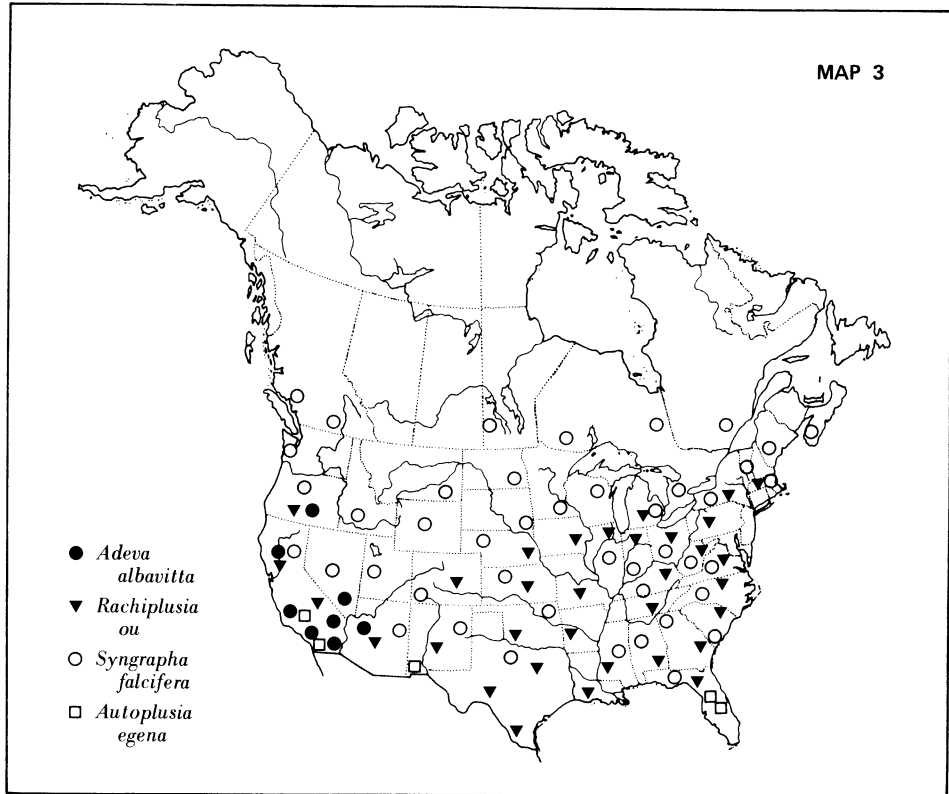 MAP 3
Adeva
albavitta
Rachiplusia
ou
Syngrapha
falcifera
Autoplusia
egena